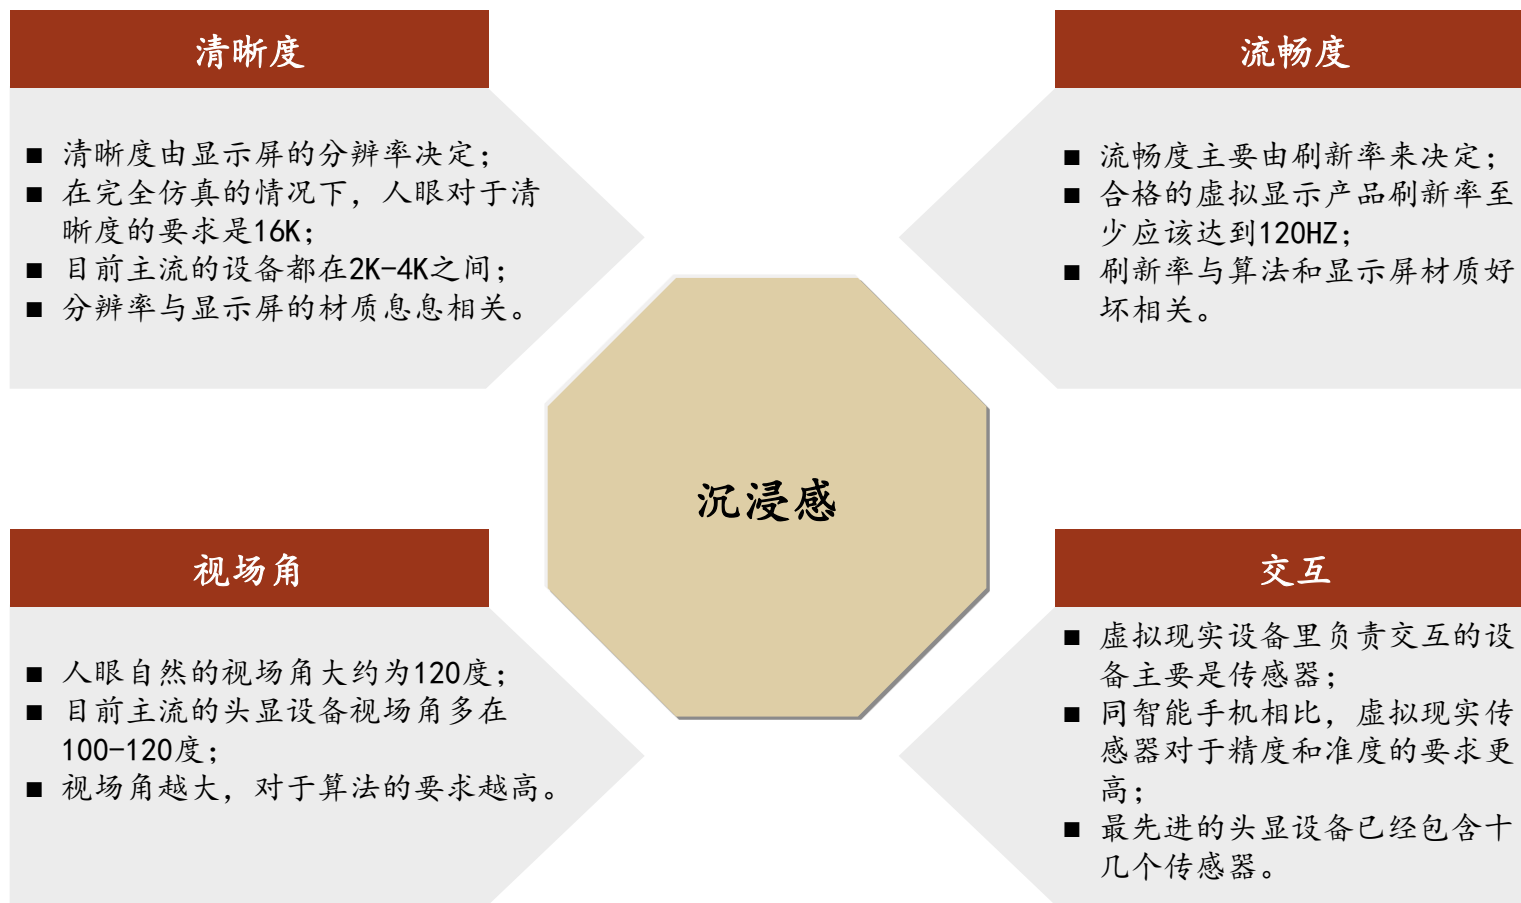 清晰度
■ 清晰度由显示屏的分辨率决定；
■ 在完全仿真的情况下，人眼对于清
晰度的要求是16K；
■ 目前主流的设备都在2K-4K之间；
■ 分辨率与显示屏的材质息息相关。
流畅度
■ 流畅度主要由刷新率来决定；
■ 合格的虚拟显示产品刷新率至
少应该达到120HZ；
■ 刷新率与算法和显示屏材质好
坏相关。
沉浸感
视场角
■ 人眼自然的视场角大约为120度；
■ 目前主流的头显设备视场角多在
100-120度；
■ 视场角越大，对于算法的要求越高。
交互
■ 虚拟现实设备里负责交互的设
备主要是传感器；
■ 同智能手机相比，虚拟现实传
感器对于精度和准度的要求更
高；
■ 最先进的头显设备已经包含十
几个传感器。